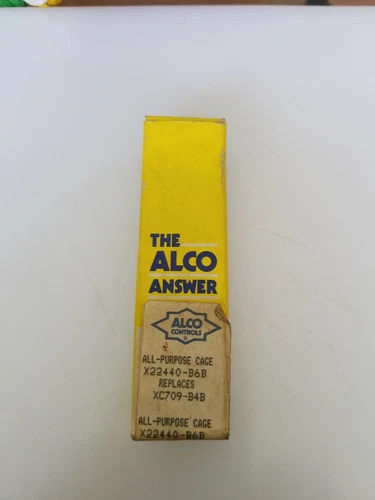 THE
ALCO
ANSWER
ALCO
CONTROLS
®
ALL-PURPOSE CAGE
X22440-B6B
REPLACES
XC709-B4B
ALL-PURPOSE CAGE
X22440-B6B